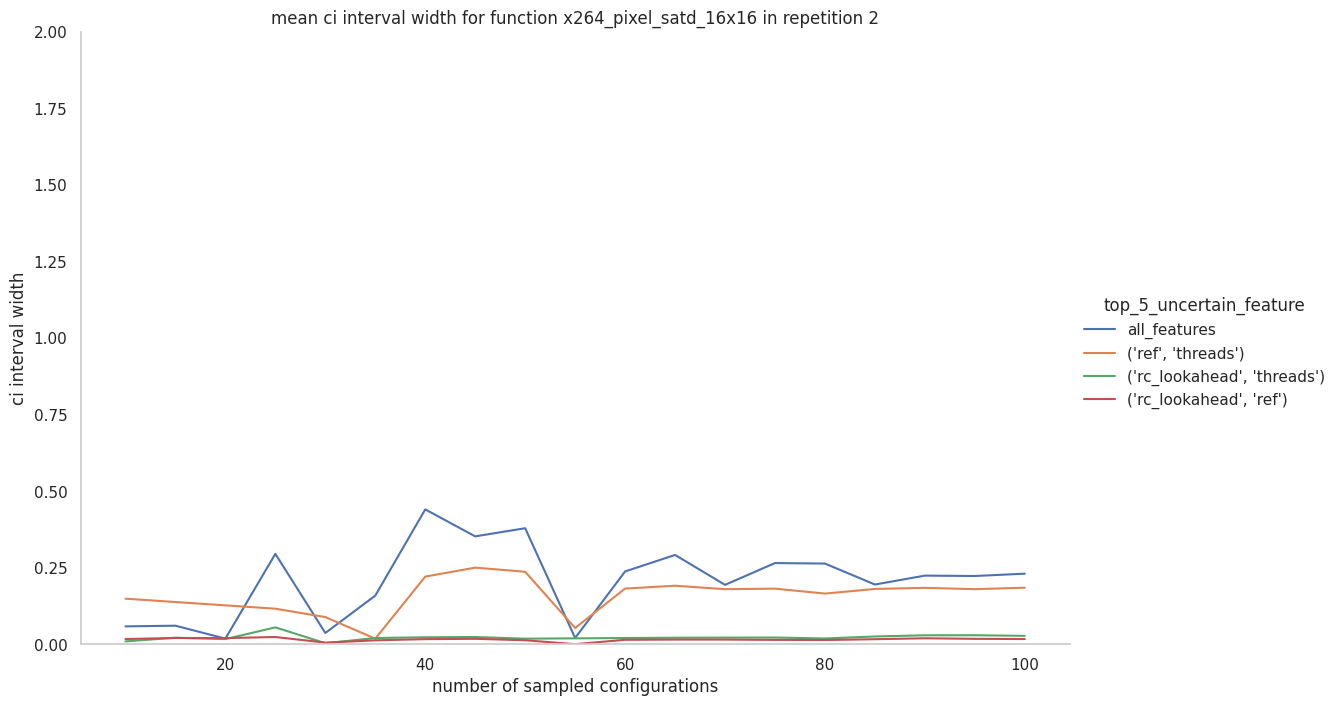 mean ci interval width for function x264_pixel_satd_16x16 in repetition 2
2.00
1.75
1.50
1.25
1.00
0.75
0.50
0.25
0.00
ci interval width
20
40
60
80
100
number of sampled configurations
top_5_uncertain_feature
all_features
('ref', 'threads')
('rc_lookahead', 'threads')
('rc_lookahead', 'ref')